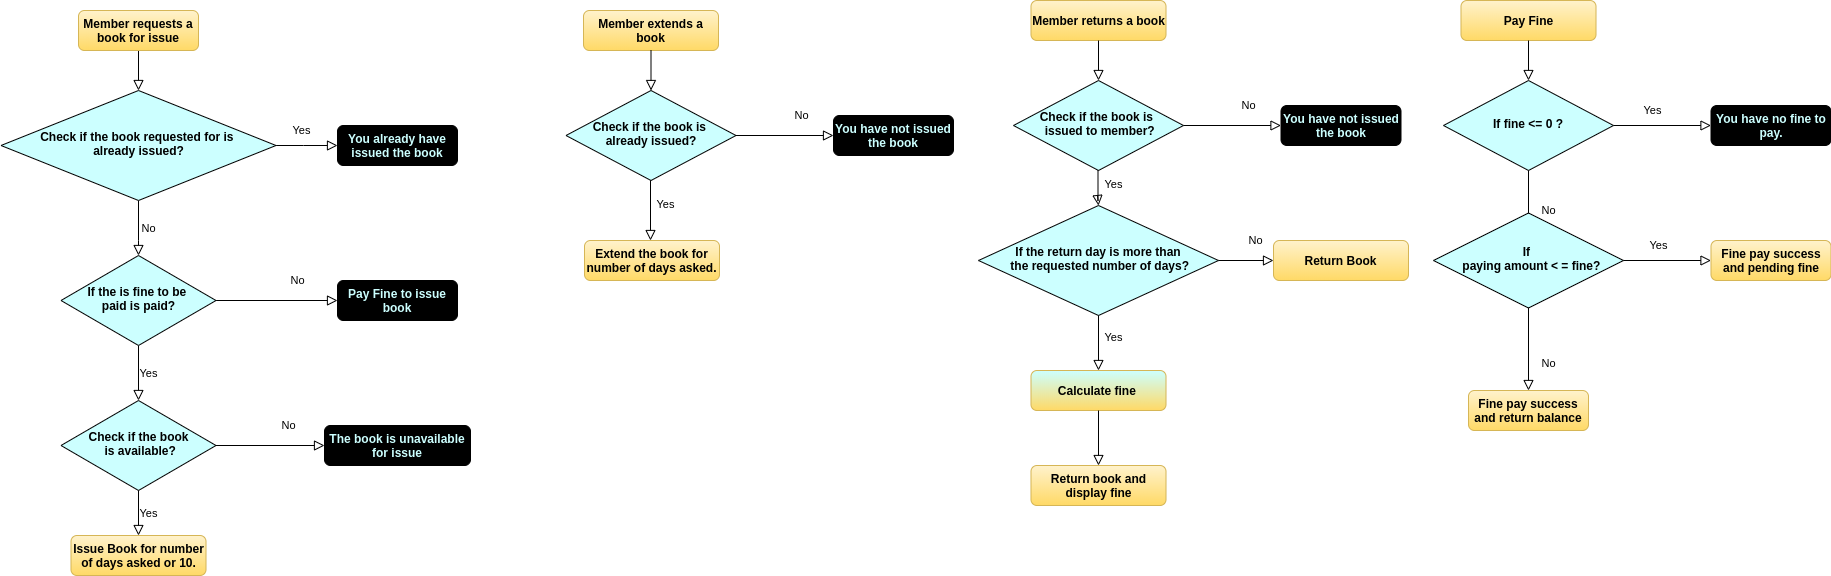 Member requests a
book for issue
Check if the book requested for is
already issued?
Yes
You already have
issued the book
No
If the is fine to be
paid is paid?
No
Pay Fine to issue
book
Yes
Check if the book
is available?
No
The book is unavailable
for issue
Yes
Issue Book for number
of days asked or 10.
Member extends a
book
Check if the book is
already issued?
No
You have not issued
the book
Yes
Extend the book for
number of days asked.
Member returns a book
Check if the book is
issued to member?
No
You have not issued
the book
Yes
If the return day is more than
the requested number of days?
No
Return Book
Yes
Calculate fine
Return book and
display fine
Pay Fine
If fine <= 0 ?
Yes
You have no fine to
pay.
No
If
paying amount < = fine?
Yes
Fine pay success
and pending fine
No
Fine pay success
and return balance